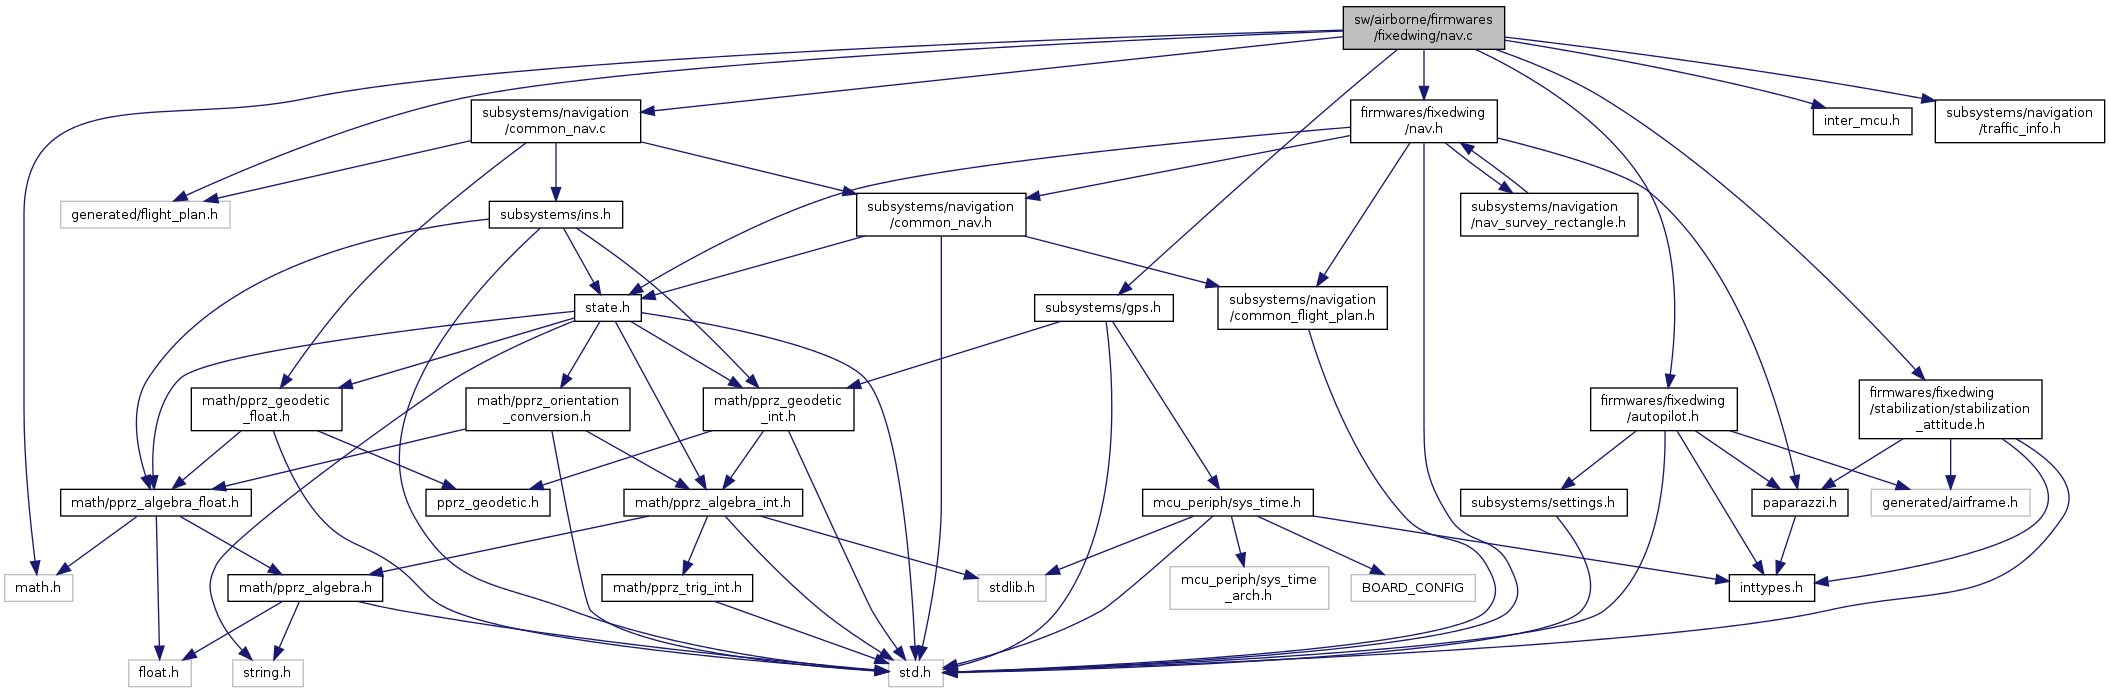 sw/airborne/firmwares
/fixedwing/nav.c
subsystems/navigation
/common_nav.c
firmwares/fixedwing
/nav.h
inter_mcu.h
subsystems/navigation
/traffic_info.h
generated/flight_plan.h
subsystems/ins.h
subsystems/navigation
/common_nav.h
subsystems/navigation
/nav_survey_rectangle.h
state.h
subsystems/gps.h
subsystems/navigation
/common_flight_plan.h
math/pprz_geodetic
_float.h
math/pprz_orientation
_conversion.h
math/pprz_geodetic
_int.h
firmwares/fixedwing
/autopilot.h
firmwares/fixedwing
/stabilization/stabilization
_attitude.h
math/pprz_algebra_float.h
pprz_geodetic.h
math/pprz_algebra_int.h
mcu_periph/sys_time.h
subsystems/settings.h
paparazzi.h
generated/airframe.h
math.h
math/pprz_algebra.h
math/pprz_trig_int.h
stdlib.h
mcu_periph/sys_time
_arch.h
BOARD_CONFIG
inttypes.h
float.h
string.h
std.h